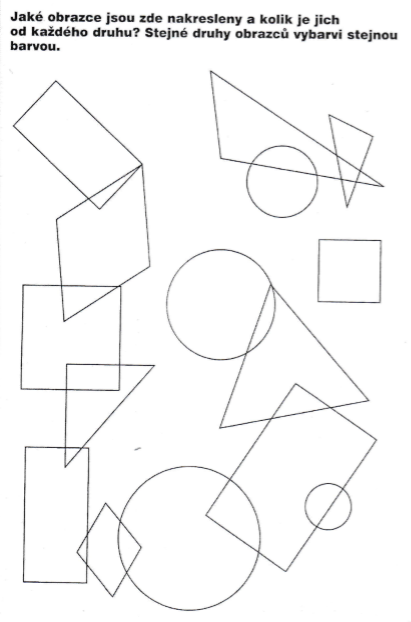 Jaké obrazce jsou zde nakresleny a kolik je jich
od každého druhu? Stejné druhy obrazců vybarvi stejnou
barvou.